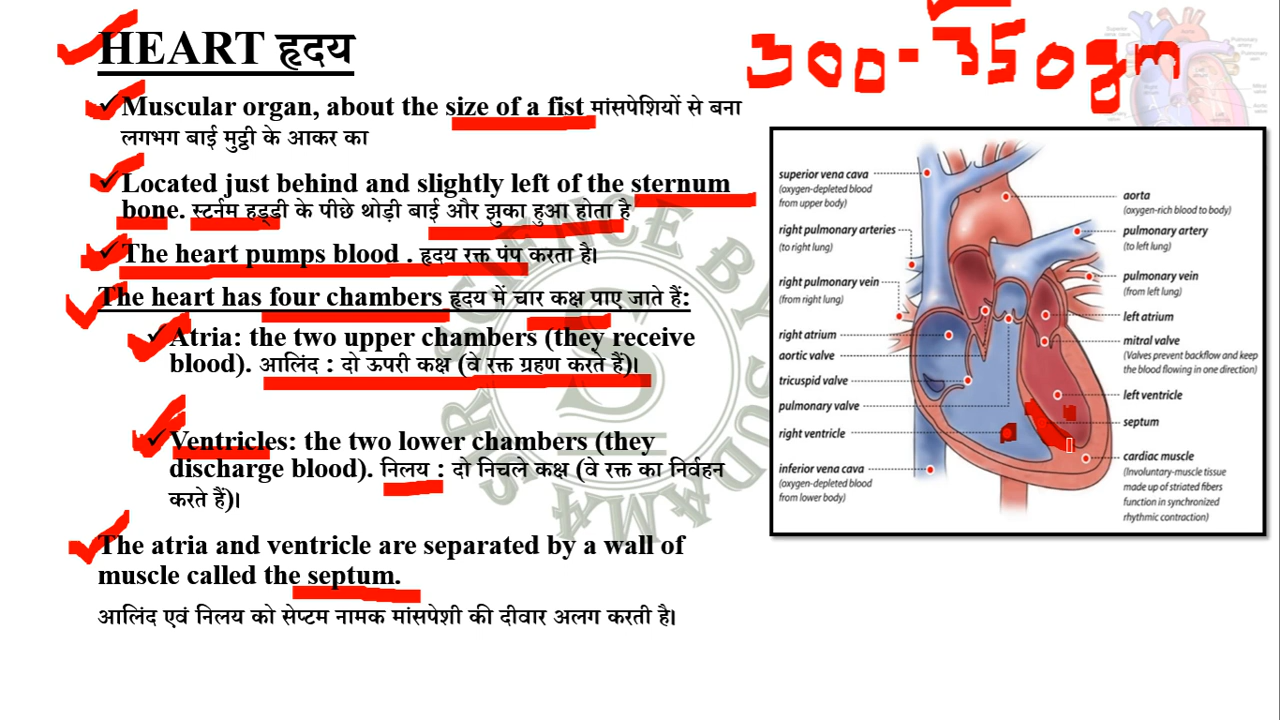 HEART हृदय
300-350gm
Muscular organ, about the size of a fist मांसपेशियों से बना
लगभग बाई मुट्ठी के आकर का
Located just behind and slightly left of the sternum
bone. स्टर्नम हड्डी के पीछे थोड़ी बाई और झुका हुआ होता है
The heart pumps blood . हृदय रक्त पंप करता है।
The heart has four chambers हृदय में चार कक्ष पाए जाते हैं:
Atria: the two upper chambers (they receive
blood). आलिंद : दो ऊपरी कक्ष (वे रक्त ग्रहण करते हैं)।
Ventricles: the two lower chambers (they
discharge blood). निलय : दो निचले कक्ष (वे रक्त का निर्वहन
करते हैं)।
The atria and ventricle are separated by a wall of
muscle called the septum.
आलिंद एवं निलय को सेप्टम नामक मांसपेशी की दीवार अलग करती है।
superior vena cava
(oxygen-depleted blood
from upper body)
right pulmonary arteries
(to right lung)
right pulmonary vein
(from right lung)
right atrium
aortic valve
tricuspid valve
pulmonary valve
right ventricle
inferior vena cava
(oxygen-depleted blood
from lower body)
aorta
(oxygen-rich blood to body)
pulmonary artery
(to left lung)
pulmonary vein
(from left lung)
left atrium
mitral valve
(Valves prevent backflow and keep
the blood flowing in one direction)
left ventricle
septum
cardiac muscle
(Involuntary-muscle tissue
made up of striated fibers
function in synchronized
rhythmic contraction)